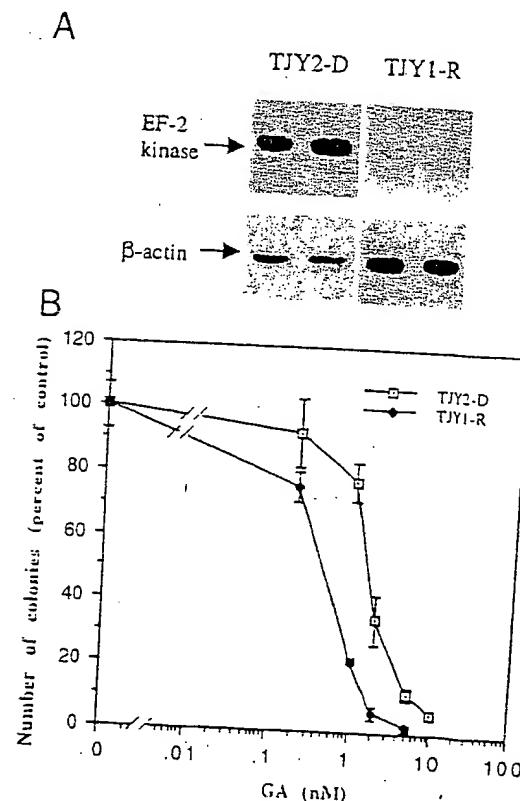 A
TJY2-D TJY1-R
EF-2
kinase
β-actin
B
Number of colonies (percent of control)
120
100
80
60
40
20
0
TJY2-D
TJY1-R
0 .01 .1 1 10 100
GA (nM)